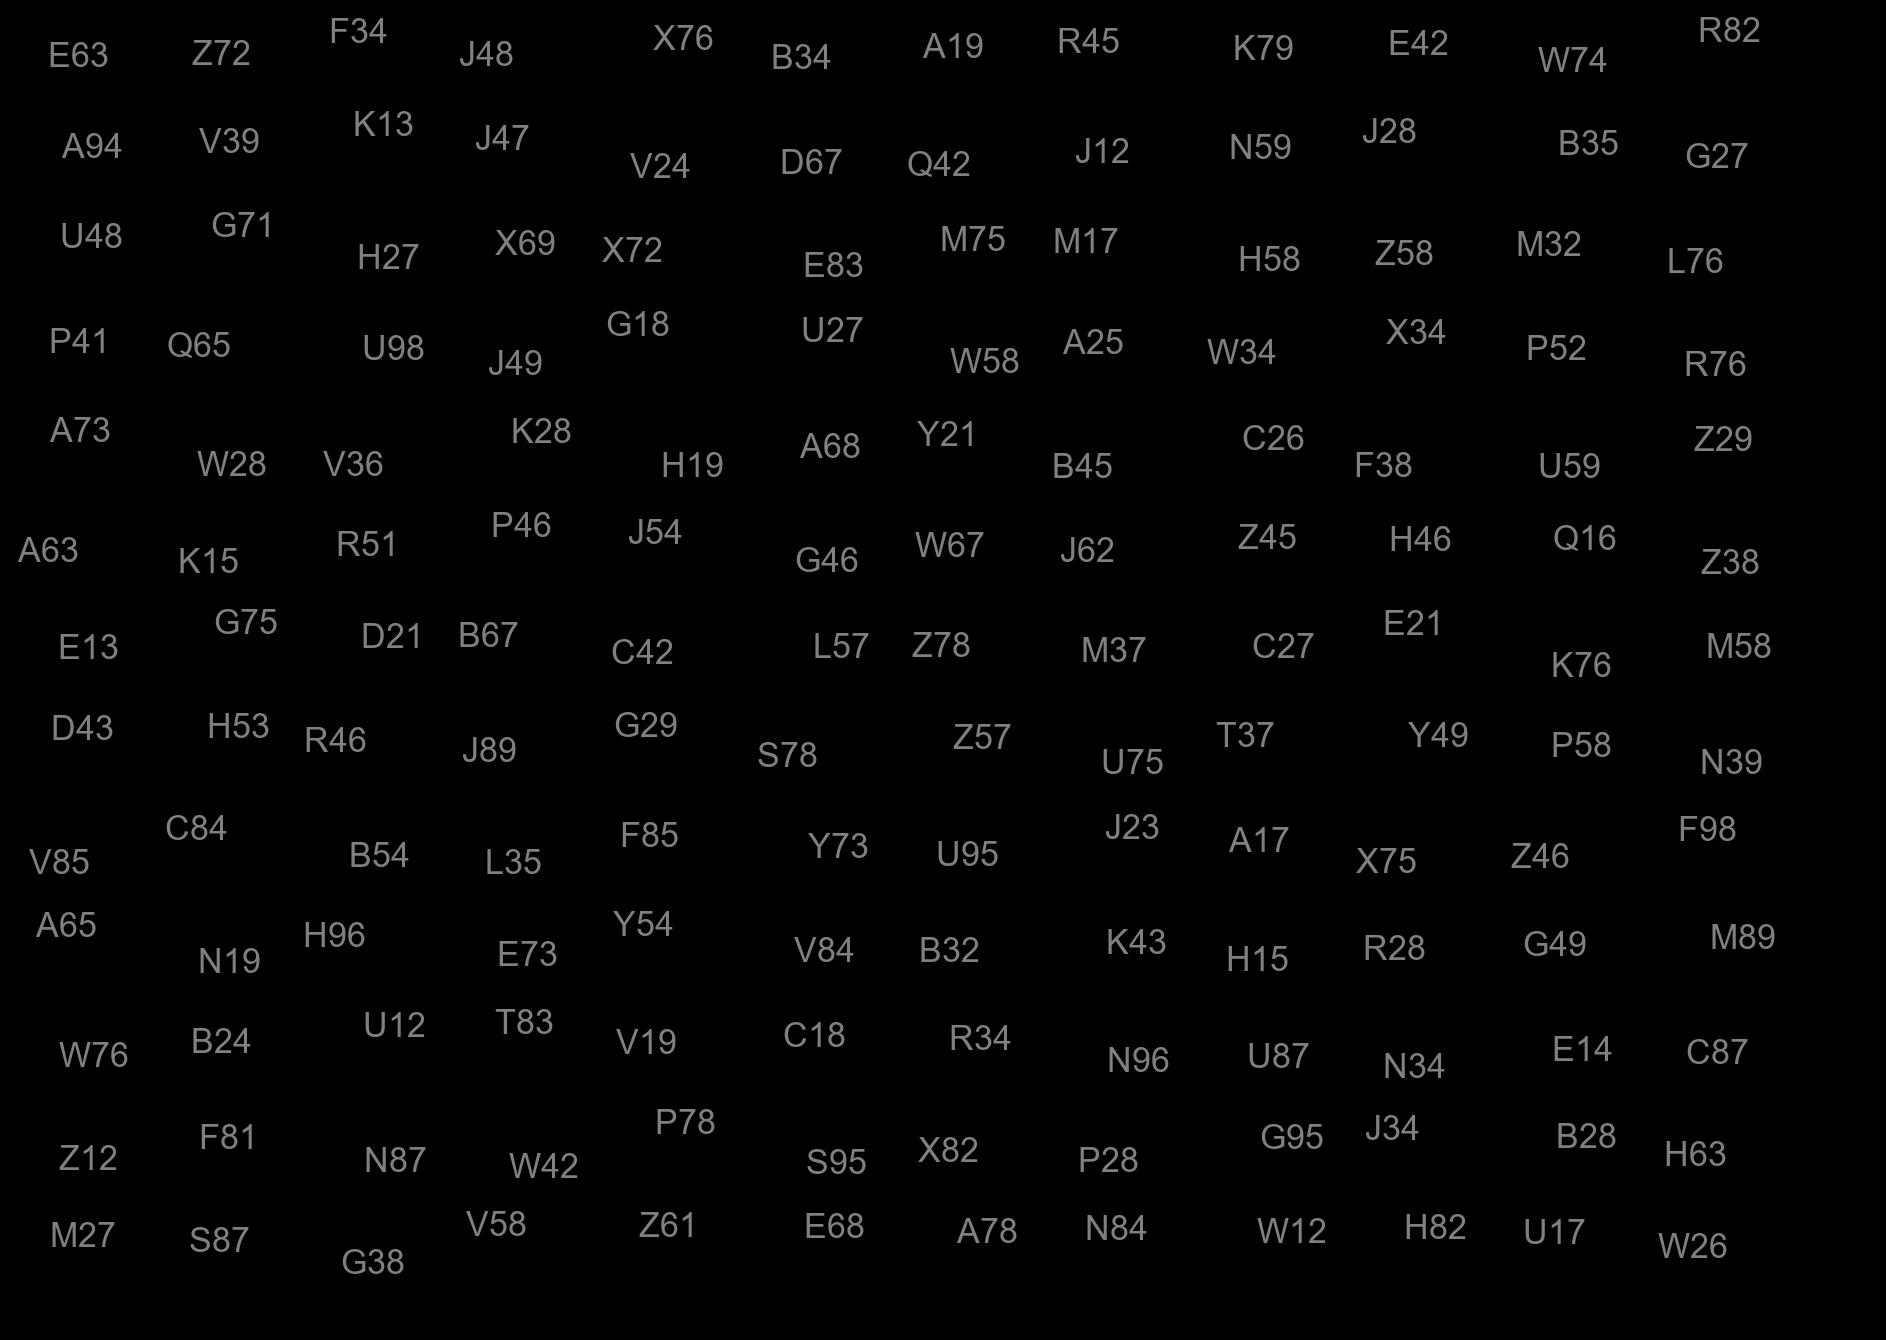 E63 Z72 F34 J48 X76 B34 A19 R45 K79 E42 W74 R82
A94 V39 K13 J47 V24 D67 Q42 J12 N59 J28 B35 G27
U48 G71 H27 X69 X72 E83 M75 M17 H58 Z58 M32 L76
P41 Q65 U98 J49 G18 U27 W58 A25 W34 X34 P52 R76
A73 W28 V36 K28 H19 A68 Y21 B45 C26 F38 U59 Z29
A63 K15 R51 P46 J54 G46 W67 J62 Z45 H46 Q16 Z38
E13 G75 D21 B67 C42 L57 Z78 M37 C27 E21 K76 M58
D43 H53 R46 J89 G29 S78 Z57 U75 T37 Y49 P58 N39
V85 C84 B54 L35 F85 Y73 U95 J23 A17 X75 Z46 F98
A65 N19 H96 E73 Y54 V84 B32 K43 H15 R28 G49 M89
W76 B24 U12 T83 V19 C18 R34 N96 U87 N34 E14 C87
Z12 F81 N87 W42 P78 S95 X82 P28 G95 J34 B28 H63
M27 S87 G38 V58 Z61 E68 A78 N84 W12 H82 U17 W26